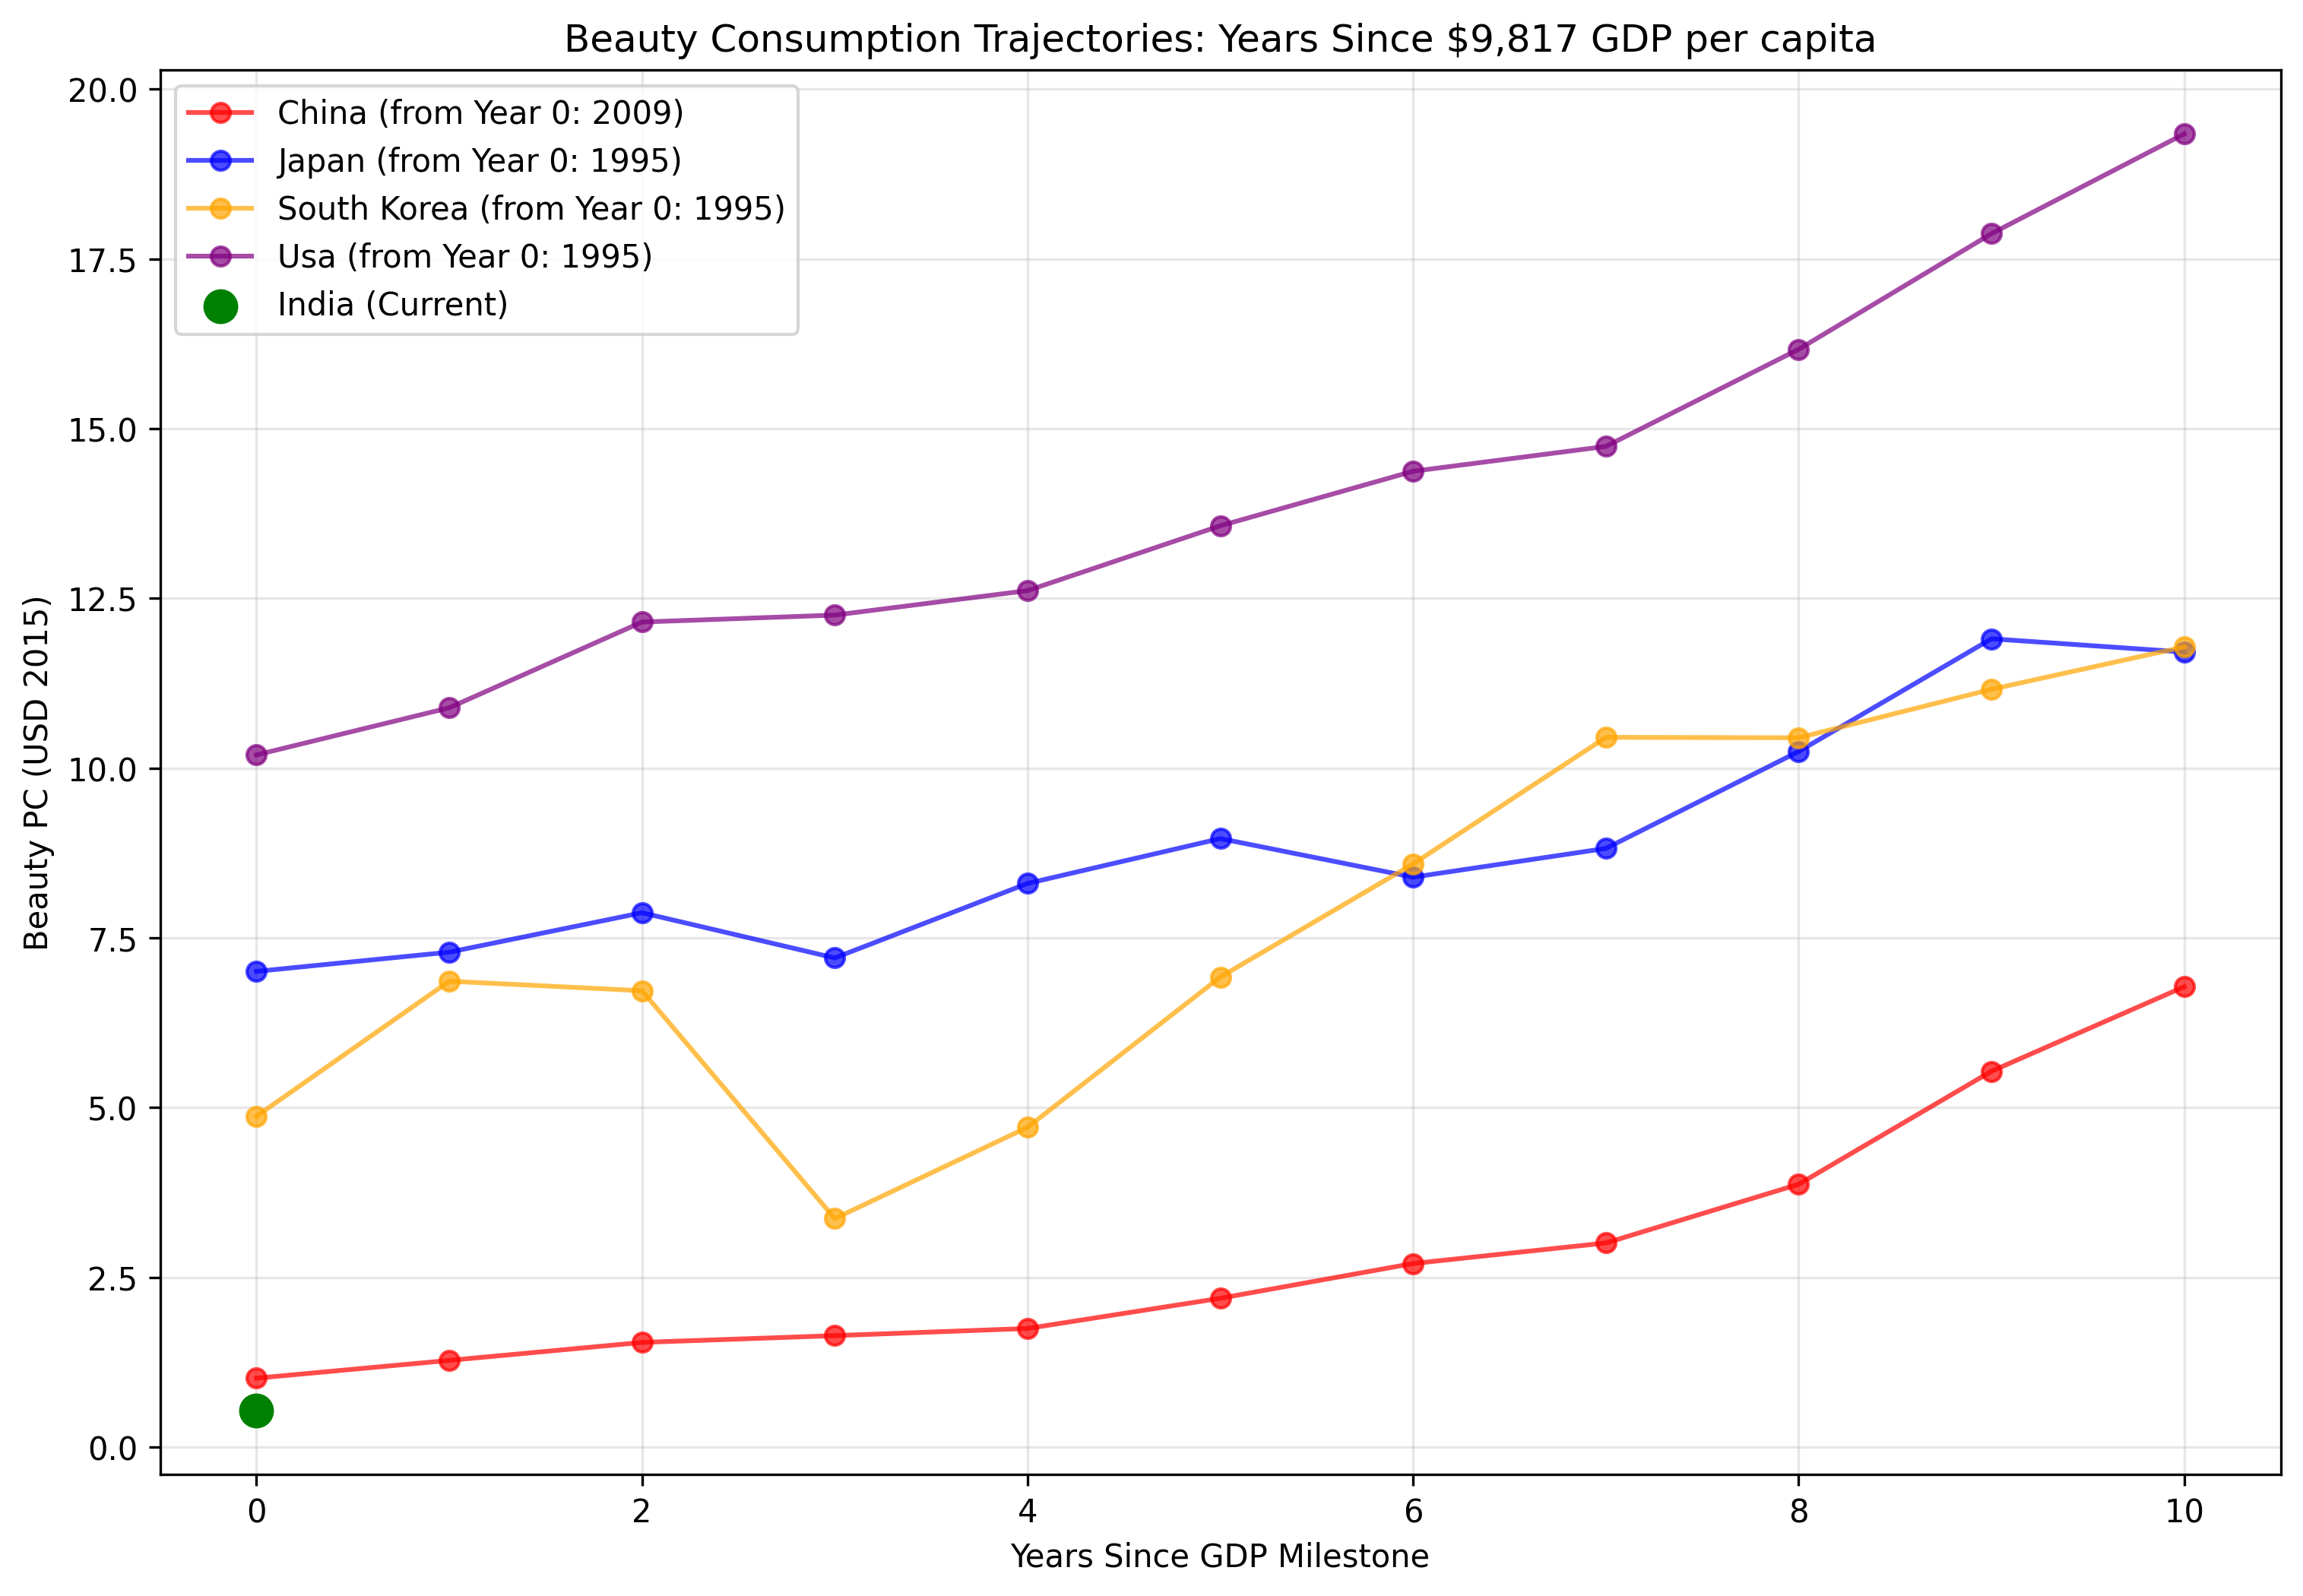 Beauty Consumption Trajectories: Years Since $9,817 GDP per capita
China (from Year 0: 2009)
Japan (from Year 0: 1995)
South Korea (from Year 0: 1995)
Usa (from Year 0: 1995)
India (Current)
Beauty PC (USD 2015)
20.0
17.5
15.0
12.5
10.0
7.5
5.0
2.5
0.0
0 2 4 6 8 10
Years Since GDP Milestone